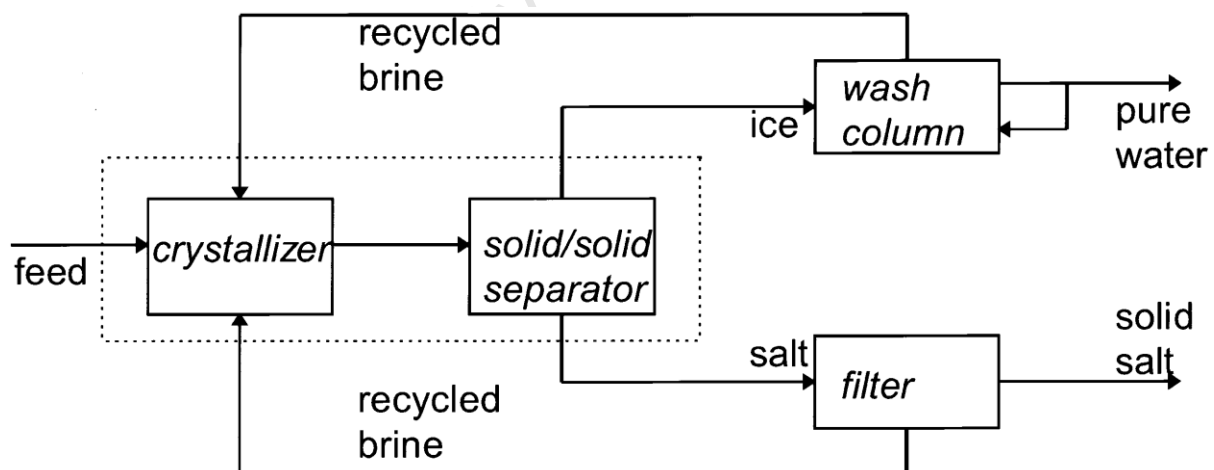 recycled
brine
wash
column
ice
pure
water
crystallizer
solid/solid
separator
feed
salt
solid
salt
filter
recycled
brine